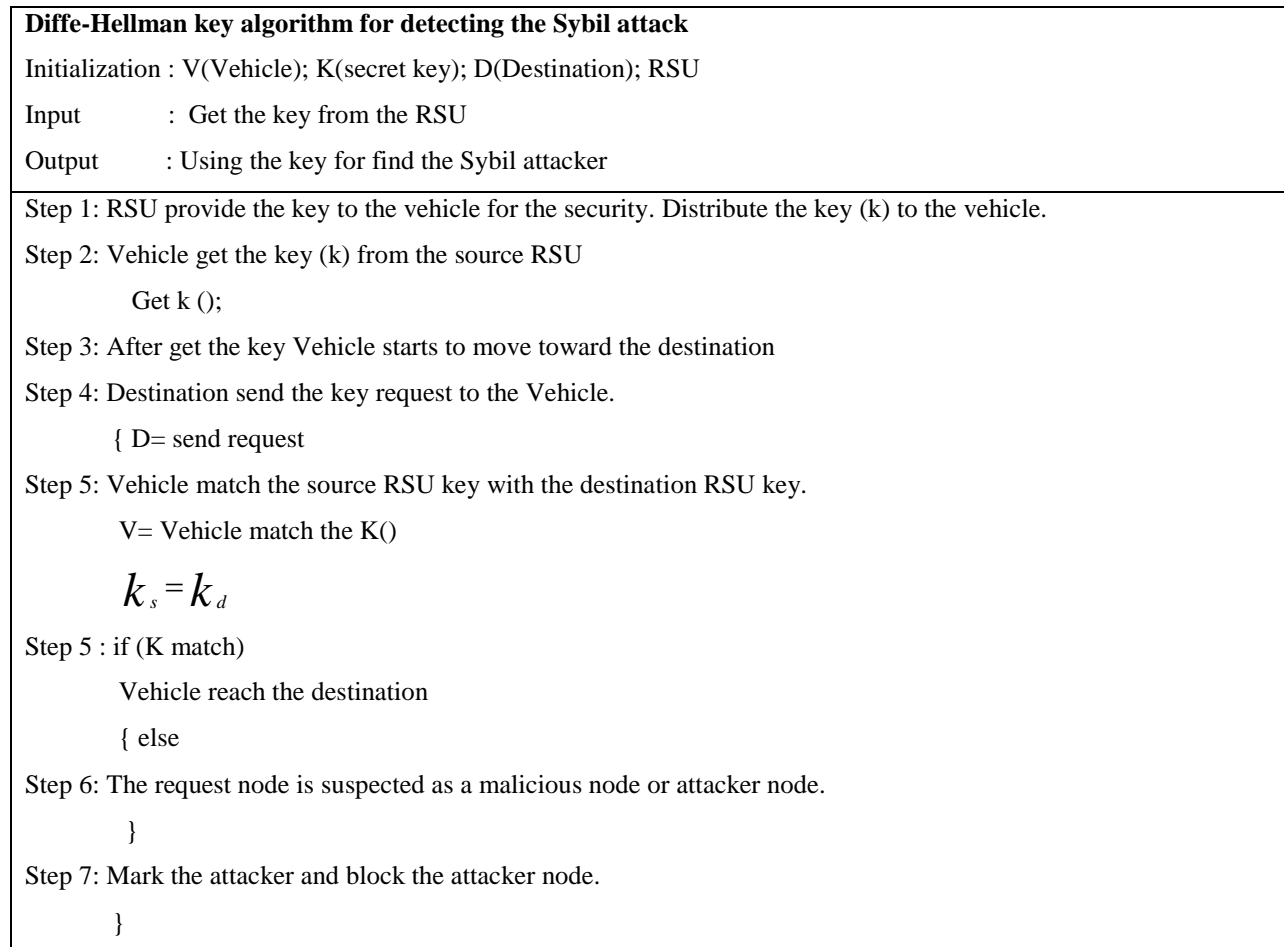 Diffe-Hellman key algorithm for detecting the Sybil attack
Initialization : V(Vehicle); K(secret key); D(Destination); RSU
Input : Get the key from the RSU
Output : Using the key for find the Sybil attacker
Step 1: RSU provide the key to the vehicle for the security. Distribute the key (k) to the vehicle.
Step 2: Vehicle get the key (k) from the source RSU
Get k ();
Step 3: After get the key Vehicle starts to move toward the destination
Step 4: Destination send the key request to the Vehicle.
{ D= send request
Step 5: Vehicle match the source RSU key with the destination RSU key.
V= Vehicle match the K()
k s = k d
Step 5 : if (K match)
Vehicle reach the destination
{ else
Step 6: The request node is suspected as a malicious node or attacker node.
}
Step 7: Mark the attacker and block the attacker node.
}